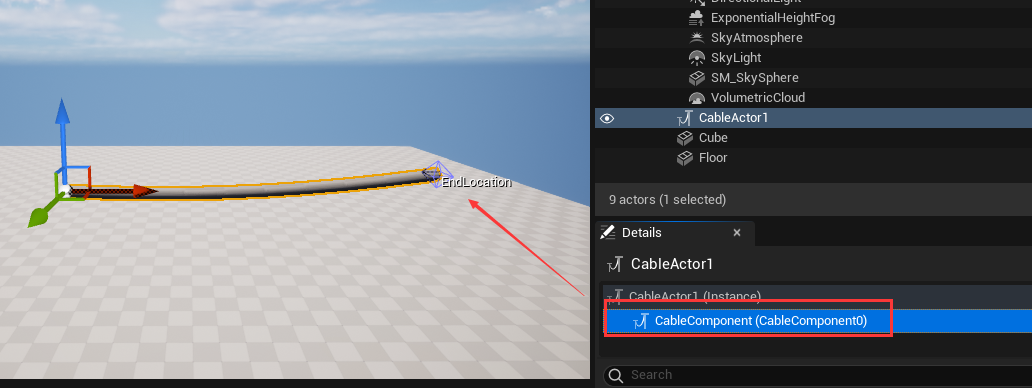 DirectionalLight
ExponentialHeightFog
SkyAtmosphere
SkyLight
SM_SkySphere
VolumetricCloud
CableActor1
Cube
Floor
EndLocation
9 actors (1 selected)
Details
CableActor1
CableActor1 (Instance)
CableComponent (CableComponent0)
Search